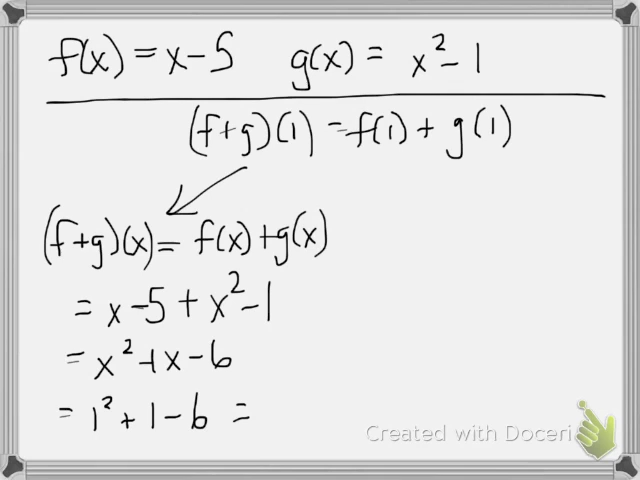 f(x) = x - 5 g(x) = x² - 1
(f+g)(1) = f(1) + g(1)
(f+g)(x) = f(x) + g(x)
= x - 5 + x² - 1
= x² + x - 6
= 1² + 1 - 6 =
Created with Doceri